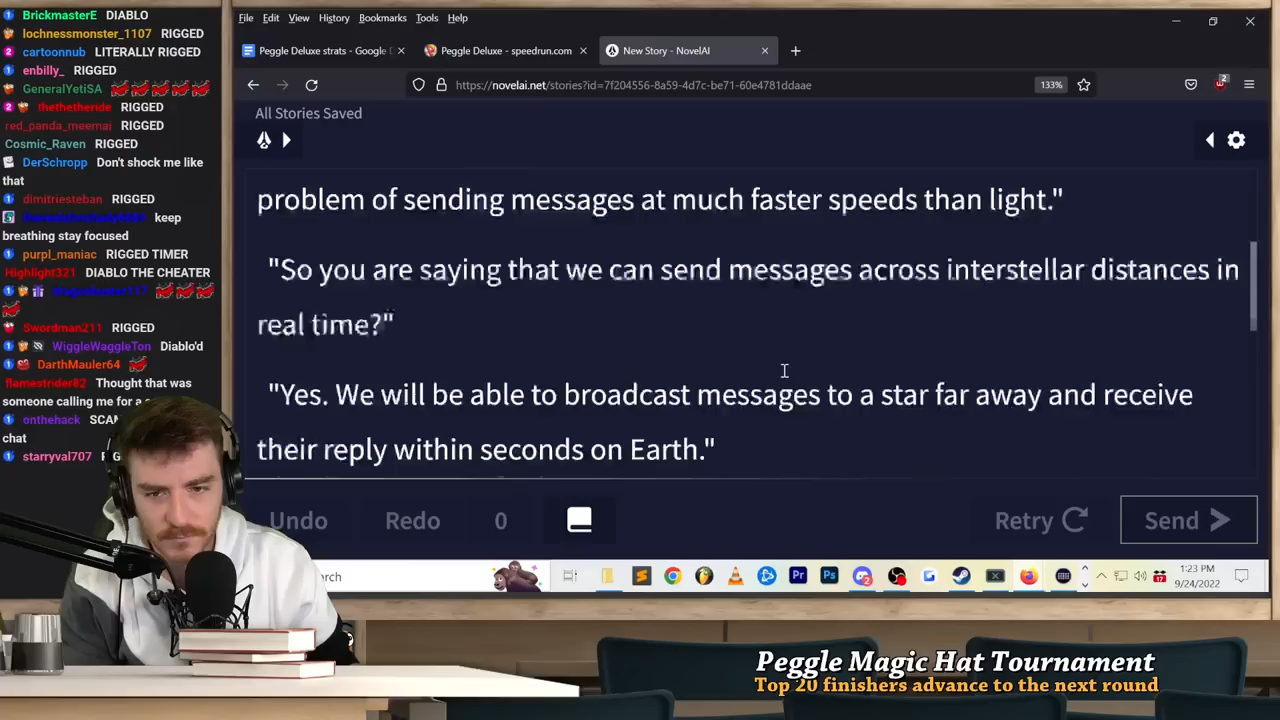 BrickmasterE DIABLO
lochnessmonster_1107 RIGGED
cartoonnub LITERALLY RIGGED
enbilly_ RIGGED
GeneralYetiSA
thethetheride RIGGED
red_panda_meemai RIGGED
Cosmic_Raven RIGGED
DerSchropp Don't shock me like
that
dimitriesteban RIGGED
keep
breathing stay focused
purpl_maniac RIGGED TIMER
Highlight321 DIABLO THE CHEATER
Swordman211 RIGGED
WiggleWaggleTon Diablo'd
DarthMauler64
flamestrider82 Thought that was
someone calling me for a
onthehack
chat
starryval707
File Edit View History Bookmarks Tools Help
Peggle Deluxe strats - Google
Peggle Deluxe - speedrun.com
New Story - NovelAI
https://novelai.net/stories?id=7f204556-8a59-4d7c-be71-60e4781ddaae
133%
2
All Stories Saved
problem of sending messages at much faster speeds than light."
"So you are saying that we can send messages across interstellar distances in
real time?"
"Yes. We will be able to broadcast messages to a star far away and receive
their reply within seconds on Earth."
Undo Redo 0 Retry Send
Pr Ps
17
1:23 PM
9/24/2022
Peggle Magic Hat Tournament
Top 20 finishers advance to the next round